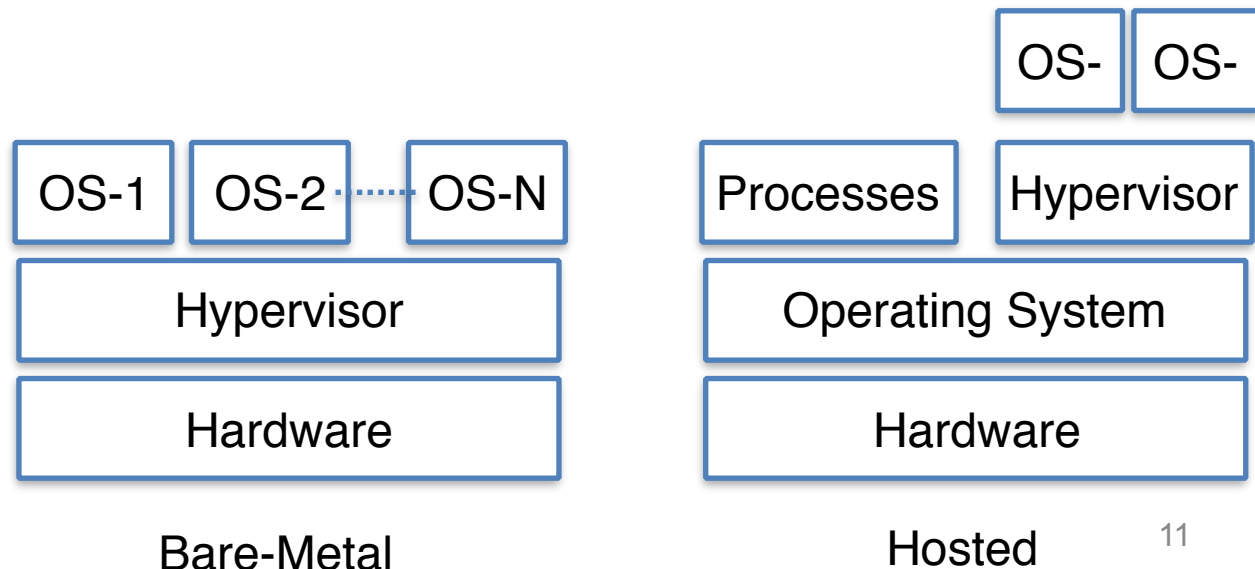 OS- OS-
OS-1 OS-2 OS-N Processes Hypervisor
Hypervisor Operating System
Hardware Hardware
Bare-Metal Hosted 11